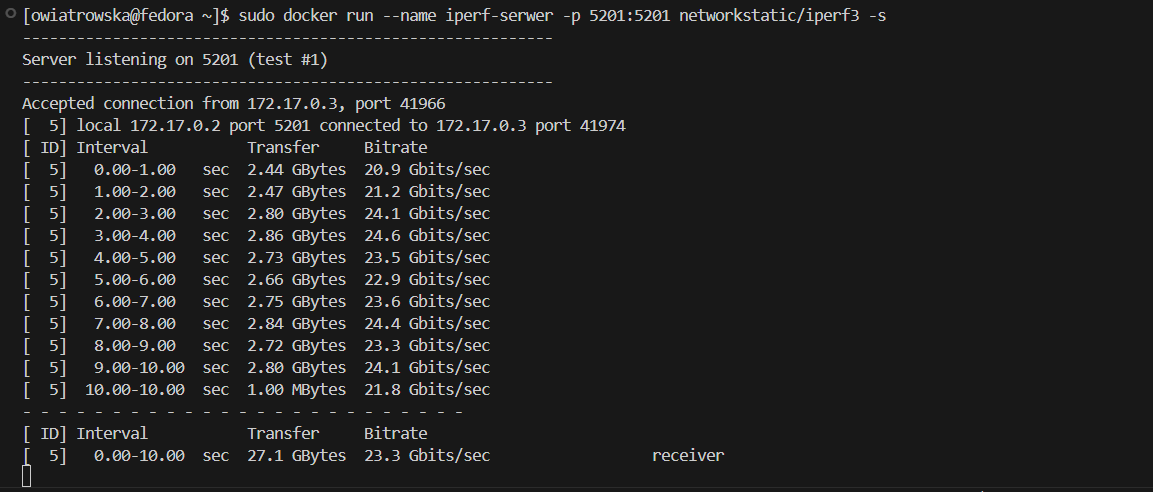 [owiatrowska@fedora ~]$ sudo docker run --name iperf-serwer -p 5201:5201 networkstatic/iperf3 -s
-----------------------------------------------------------
Server listening on 5201 (test #1)
-----------------------------------------------------------
Accepted connection from 172.17.0.3, port 41966
[  5] local 172.17.0.2 port 5201 connected to 172.17.0.3 port 41974
[ ID] Interval           Transfer     Bitrate
[  5]   0.00-1.00   sec  2.44 GBytes  20.9 Gbits/sec
[  5]   1.00-2.00   sec  2.47 GBytes  21.2 Gbits/sec
[  5]   2.00-3.00   sec  2.80 GBytes  24.1 Gbits/sec
[  5]   3.00-4.00   sec  2.86 GBytes  24.6 Gbits/sec
[  5]   4.00-5.00   sec  2.73 GBytes  23.5 Gbits/sec
[  5]   5.00-6.00   sec  2.66 GBytes  22.9 Gbits/sec
[  5]   6.00-7.00   sec  2.75 GBytes  23.6 Gbits/sec
[  5]   7.00-8.00   sec  2.84 GBytes  24.4 Gbits/sec
[  5]   8.00-9.00   sec  2.72 GBytes  23.3 Gbits/sec
[  5]   9.00-10.00  sec  2.80 GBytes  24.1 Gbits/sec
[  5]  10.00-10.00  sec  1.00 MBytes  21.8 Gbits/sec
- - - - - - - - - - - - - - - - - - - - - - - - -
[ ID] Interval           Transfer     Bitrate
[  5]   0.00-10.00  sec  27.1 GBytes  23.3 Gbits/sec                  receiver